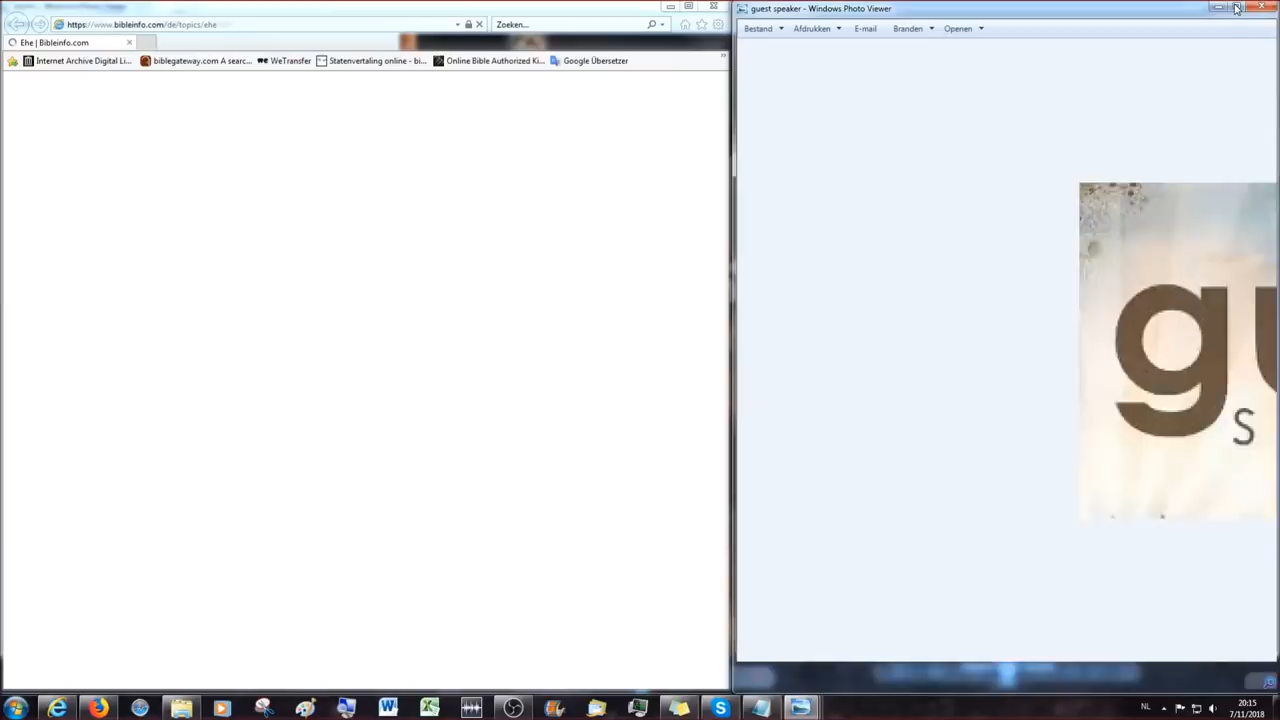 guest speaker - Windows Photo Viewer
https://www.bibleinfo.com/de/topics/ehe
Zoeken...
Bestand
Afdrukken
E-mail
Branden
Openen
Ehe | Bibleinfo.com
Internet Archive Digital Li...
biblegateway.com A searc...
WeTransfer
Statenvertaling online - bi...
Online Bible Authorized Ki...
Google Übersetzer
gu
S
NL
20:15
7/11/2018